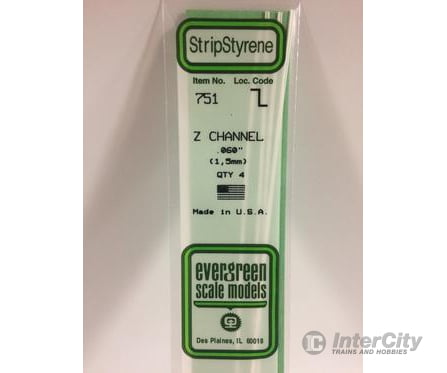 StripStyrene
Item No. Loc. Code
751
Z CHANNEL
.060"
(1,5mm)
QTY 4
Made in U.S.A.
evergreen
scale models
Des Plaines, IL 60018
IC InterCity
TRAINS AND HOBBIES